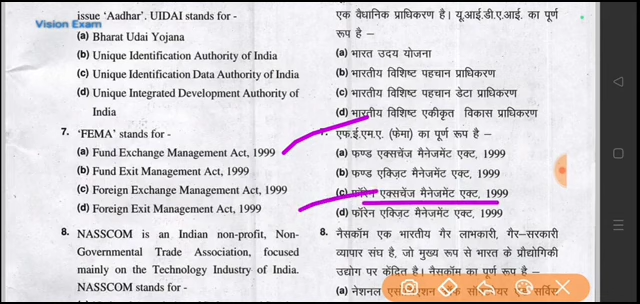 issue ‘Aadhar’. UIDAI stands for -
Vision Exam
(a) Bharat Udai Yojana
(b) Unique Identification Authority of India
(c) Unique Identification Data Authority of India
(d) Unique Integrated Development Authority of
India
7. ‘FEMA’ stands for -
(a) Fund Exchange Management Act, 1999
(b) Fund Exit Management Act, 1999
(c) Foreign Exchange Management Act, 1999
(d) Foreign Exit Management Act, 1999
8. NASSCOM is an Indian non-profit, Non-
Governmental Trade Association, focused
mainly on the Technology Industry of India.
NASSCOM stands for -
एक वैधानिक प्राधिकरण है। यू.आई.डी.ए.आई. का पूर्ण
रूप है –
(a) भारत उदय योजना
(b) भारतीय विशिष्ट पहचान प्राधिकरण
(c) भारतीय विशिष्ट पहचान डेटा प्राधिकरण
(d) भारतीय विशिष्ट एकीकृत विकास प्राधिकरण
7. एफ.ई.एम.ए. (फेमा) का पूर्ण रूप है –
(a) फण्ड एक्सचेंज मैनेजमेंट एक्ट, 1999
(b) फण्ड एक्ज़िट मैनेजमेंट एक्ट, 1999
(c) फॉरेन एक्सचेंज मैनेजमेंट एक्ट, 1999
(d) फॉरेन एक्ज़िट मैनेजमेंट एक्ट, 1999
8. नैसकॉम एक भारतीय गैर लाभकारी, गैर–सरकारी
व्यापार संघ है, जो मुख्य रूप से भारत के प्रौद्योगिकी
उद्योग पर केंद्रित है। नैसकॉम का पूर्ण रूप है –
(a) नेशनल